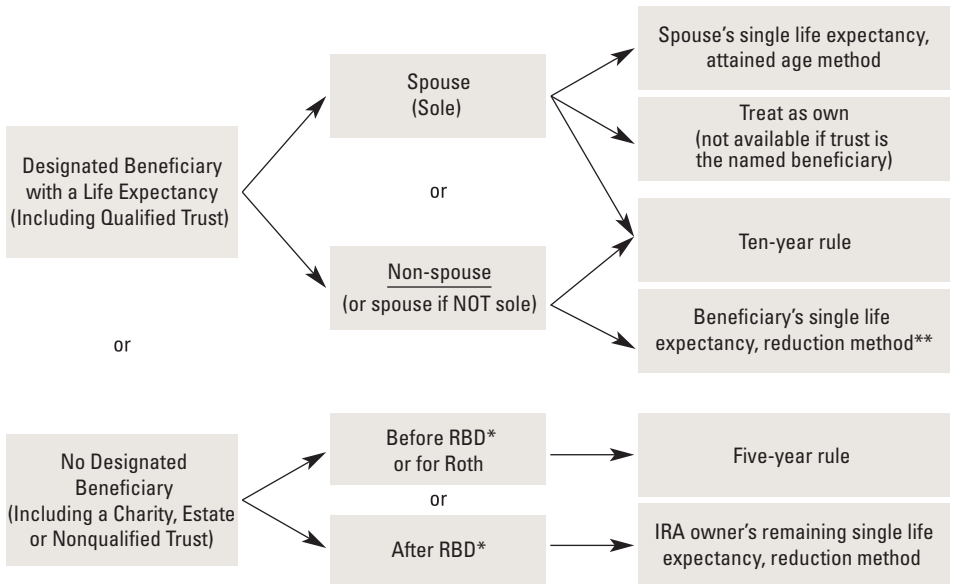 Designated Beneficiary
with a Life Expectancy
(Including Qualified Trust)
or
No Designated
Beneficiary
(Including a Charity, Estate
or Nonqualified Trust)
Spouse
(Sole)
or
Non-spouse
(or spouse if NOT sole)
Before RBD*
or for Roth
or
After RBD*
Spouse's single life expectancy,
attained age method
Treat as own
(not available if trust is
the named beneficiary)
Ten-year rule
Beneficiary's single life
expectancy, reduction method**
Five-year rule
IRA owner's remaining single life
expectancy, reduction method